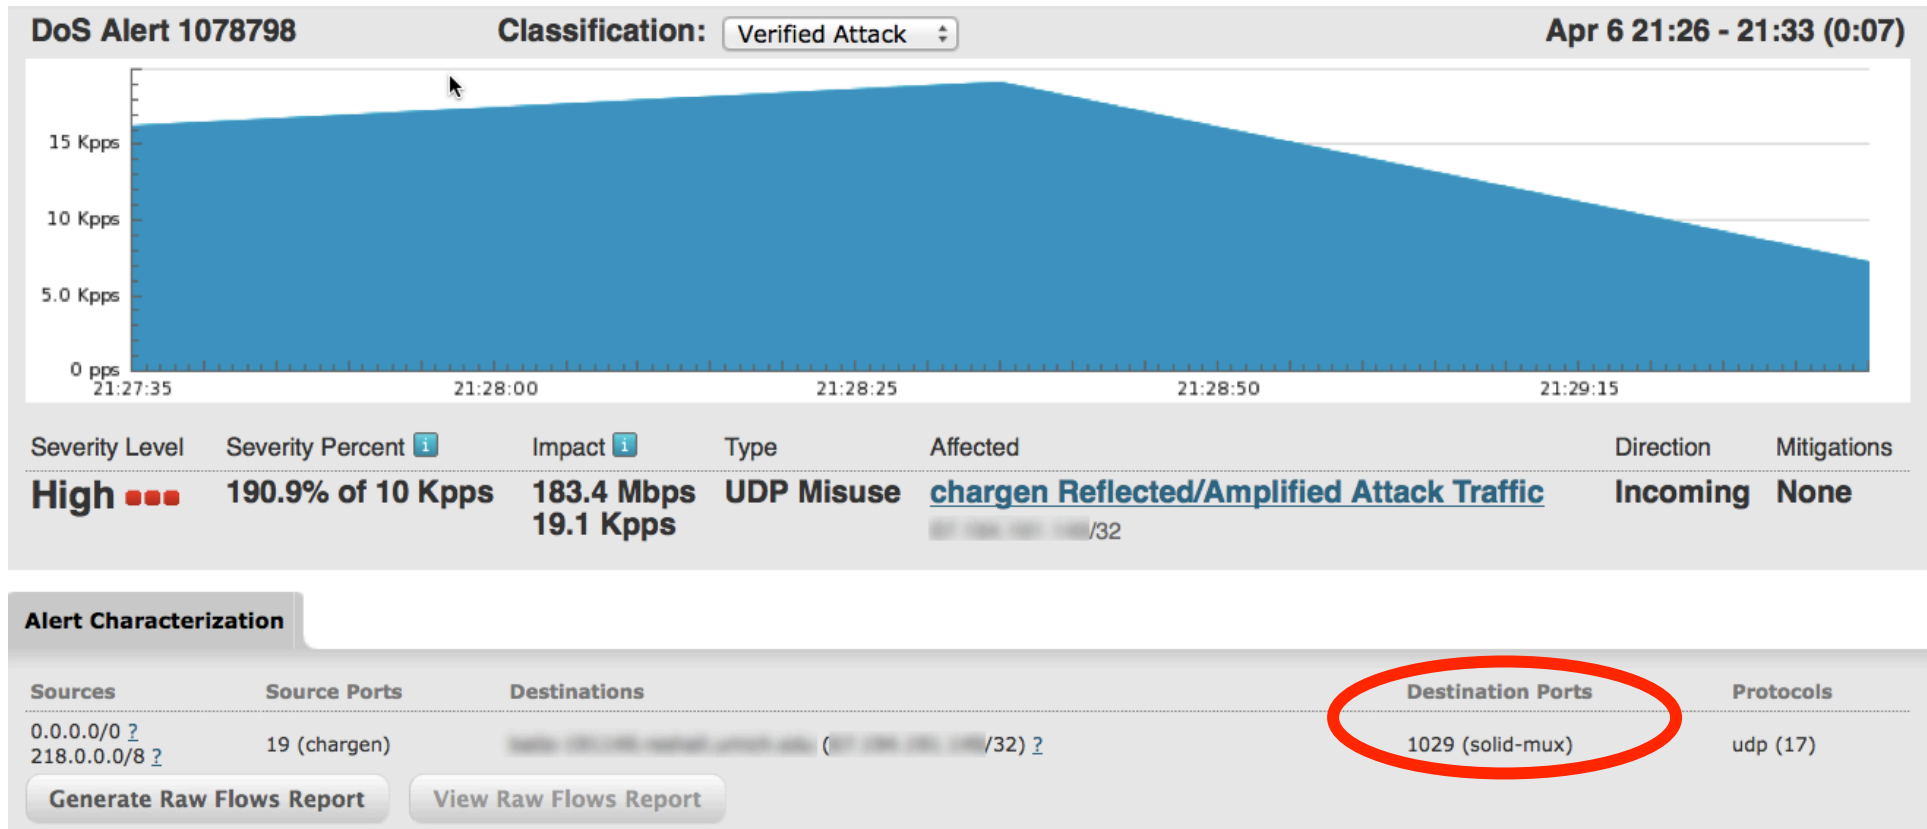 DoS Alert 1078798 Classification: Verified Attack Apr 6 21:26 - 21:33 (0:07)
15 Kpps
10 Kpps
5.0 Kpps
0 pps
21:27:35 21:28:00 21:28:25 21:28:50 21:29:15
Severity Level Severity Percent i Impact i Type Affected Direction Mitigations
High 190.9% of 10 Kpps 183.4 Mbps UDP Misuse chargen Reflected/Amplified Attack Traffic Incoming None
19.1 Kpps /32
Alert Characterization
Sources Source Ports Destinations Destination Ports Protocols
0.0.0.0/0 ?
19 (chargen) ( /32) ? 1029 (solid-mux) udp (17)
218.0.0.0/8 ?
Generate Raw Flows Report View Raw Flows Report